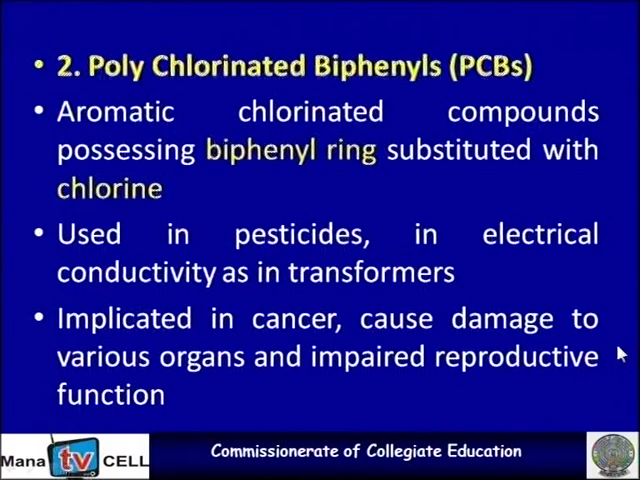 • 2. Poly Chlorinated Biphenyls (PCBs)
• Aromatic chlorinated compounds
possessing biphenyl ring substituted with
chlorine
• Used in pesticides, in electrical
conductivity as in transformers
• Implicated in cancer, cause damage to
various organs and impaired reproductive
function
Mana tv CELL
Commissionerate of Collegiate Education